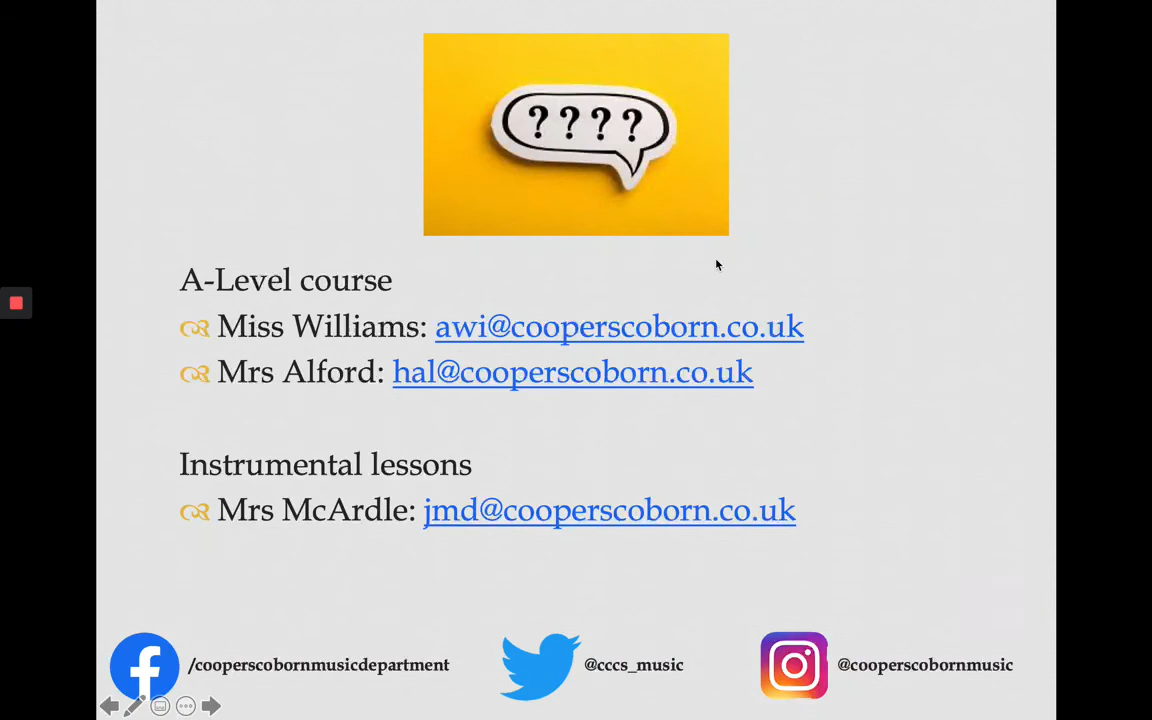 ? ? ? ?
A-Level course
Miss Williams: awi@cooperscoborn.co.uk
Mrs Alford: hal@cooperscoborn.co.uk
Instrumental lessons
Mrs McArdle: jmd@cooperscoborn.co.uk
/cooperscobornmusicdepartment
@cccs_music
@cooperscobornmusic